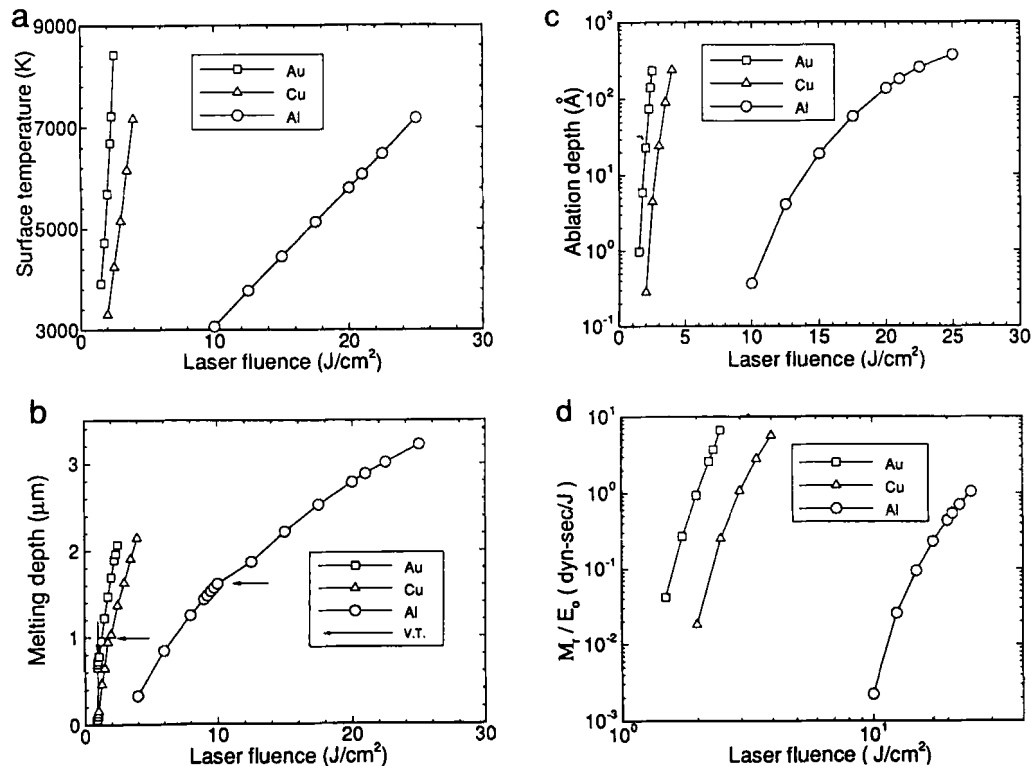 a
9000
7000
5000
3000
Surface temperature (K)
Au
Cu
Al
0 10 20 30
Laser fluence (J/cm²)
b
3
2
1
0
Melting depth (μm)
Au
Cu
Al
V.T.
0 10 20 30
Laser fluence (J/cm²)
c
10³
10²
10¹
10⁰
10⁻¹
Ablation depth (Å)
Au
Cu
Al
0 5 10 15 20 25 30
Laser fluence (J/cm²)
d
10¹
10⁰
10⁻¹
10⁻²
10⁻³
Mᵣ / E₀ (dyn-sec/J)
Au
Cu
Al
10⁰ 10¹
Laser fluence ( J/cm²)